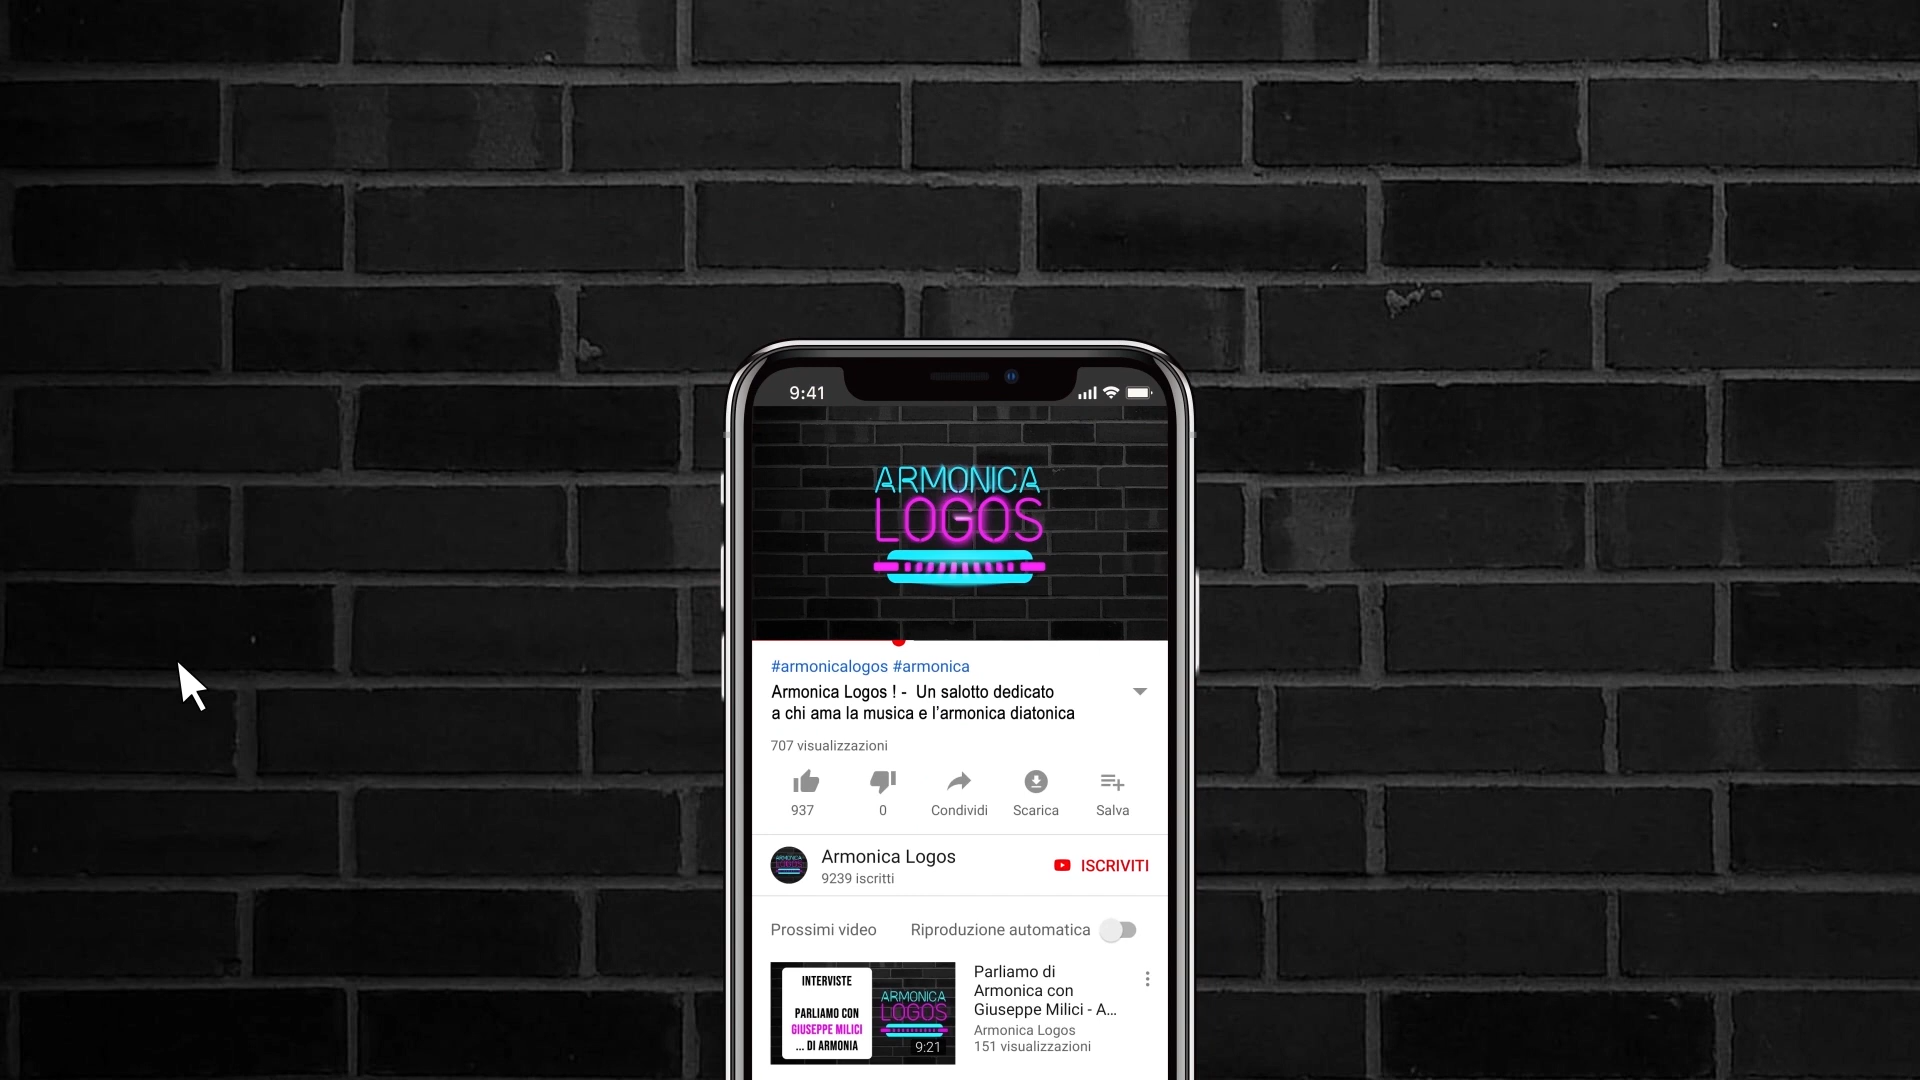 9:41
ARMONICA
LOGOS
#armonicalogos #armonica
Armonica Logos ! - Un salotto dedicato
a chi ama la musica e l'armonica diatonica
707 visualizzazioni
937
0
Condividi
Scarica
Salva
ARMONICA
LOGOS
Armonica Logos
9239 iscritti
ISCRIVITI
Prossimi video
Riproduzione automatica
INTERVISTE
PARLIAMO CON
GIUSEPPE MILICI
... DI ARMONIA
ARMONICA
LOGOS
9:21
Parliamo di
Armonica con
Giuseppe Milici - A...
Armonica Logos
151 visualizzazioni